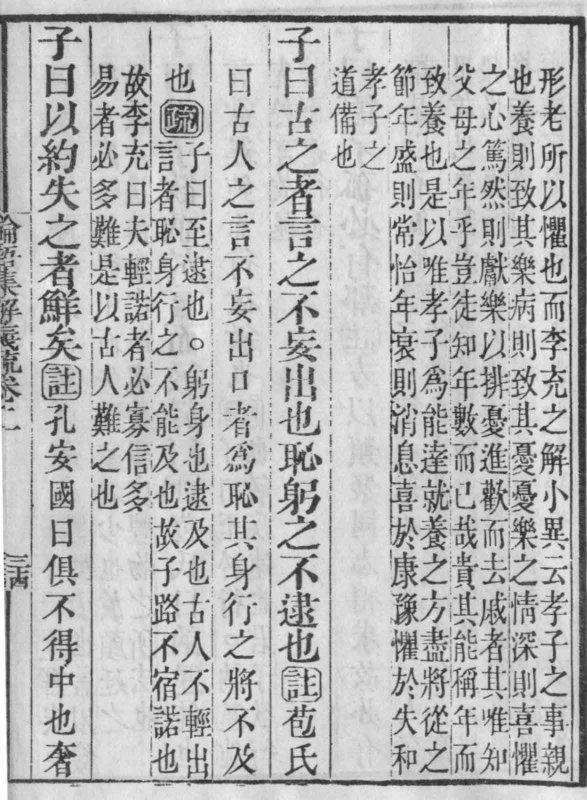 形老所以懼也而李充之解小異云孝子之事親
也養則致其樂病則致其憂憂樂之情深則喜懼
之心篤然則獻樂以排憂進歡而去戚者其唯知
父母之年乎豈徒知年數而已哉貴其能稱年而
致養也是以唯孝子爲能達就養之方盡將從之
節年盛則常怡年衰則消息喜於康豫懼於失和
孝子之
道備也
子曰古之者言之不妄出也恥躬之不逮也註苞氏
曰古人之言不妄出口者爲恥其身行之將不及
也疏子曰至逮也○躬身也逮及也古人不輕出
言者恥身行之不能及也故子路不宿諾也
故李充曰夫輕諾者必寡信多
易者必多難是以古人難之也
子曰以約失之者鮮矣註孔安國曰俱不得中也奢
論語集解義疏卷二
三十四